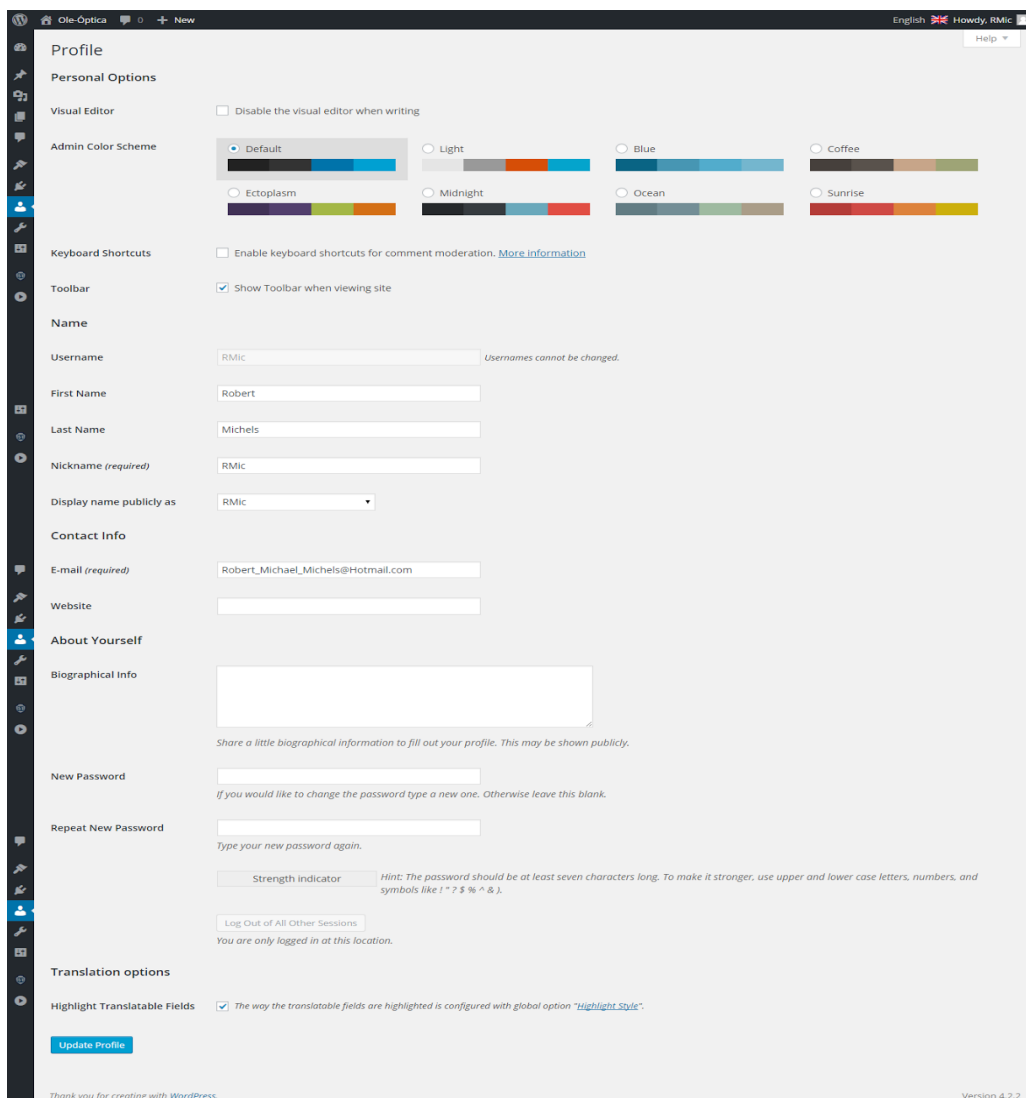 Ole-Óptica 0 New English Howdy, RMic
Help
Profile
Personal Options
Visual Editor Disable the visual editor when writing
Admin Color Scheme Default Light Blue Coffee
Ectoplasm Midnight Ocean Sunrise
Keyboard Shortcuts Enable keyboard shortcuts for comment moderation. More information
Toolbar Show Toolbar when viewing site
Name
Username RMic Usernames cannot be changed.
First Name Robert
Last Name Michels
Nickname (required) RMic
Display name publicly as RMic
Contact Info
E-mail (required) Robert_Michael_Michels@Hotmail.com
Website
About Yourself
Biographical Info
Share a little biographical information to fill out your profile. This may be shown publicly.
New Password
If you would like to change the password type a new one. Otherwise leave this blank.
Repeat New Password
Type your new password again.
Strength indicator Hint: The password should be at least seven characters long. To make it stronger, use upper and lower case letters, numbers, and
symbols like ! " ? $ % ^ & ).
Log Out of All Other Sessions
You are only logged in at this location.
Translation options
Highlight Translatable Fields The way the translatable fields are highlighted is configured with global option "Highlight Style".
Update Profile
Thank you for creating with WordPress. Version 4.2.2